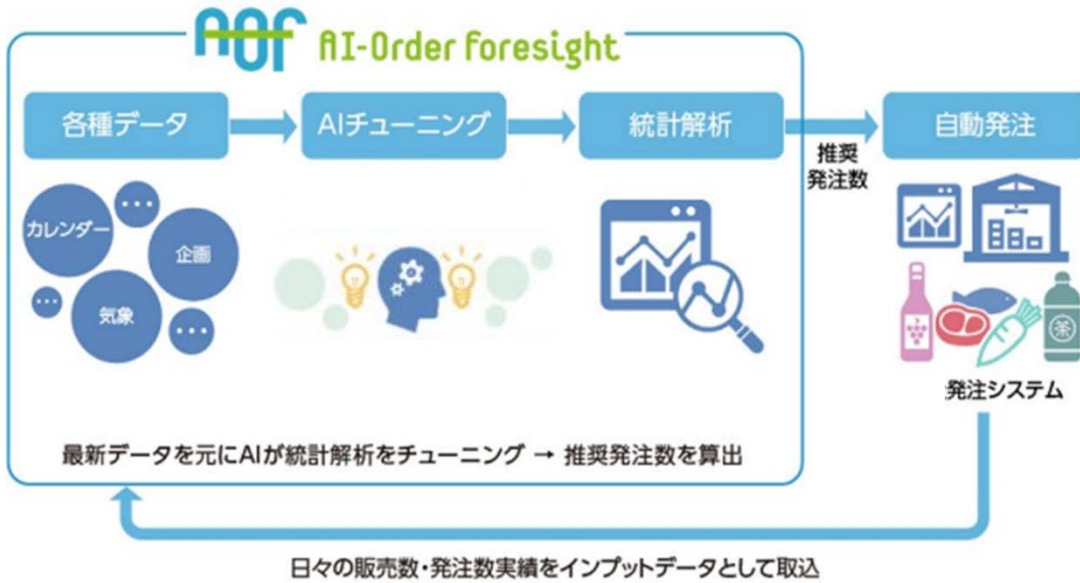 AOF AI-Order foresight
各種データ
AIチューニング
統計解析
自動発注
推奨
発注数
カレンダー
•••
企画
•••
気象
•••
茶
発注システム
最新データを元にAIが統計解析をチューニング → 推奨発注数を算出
日々の販売数・発注数実績をインプットデータとして取込